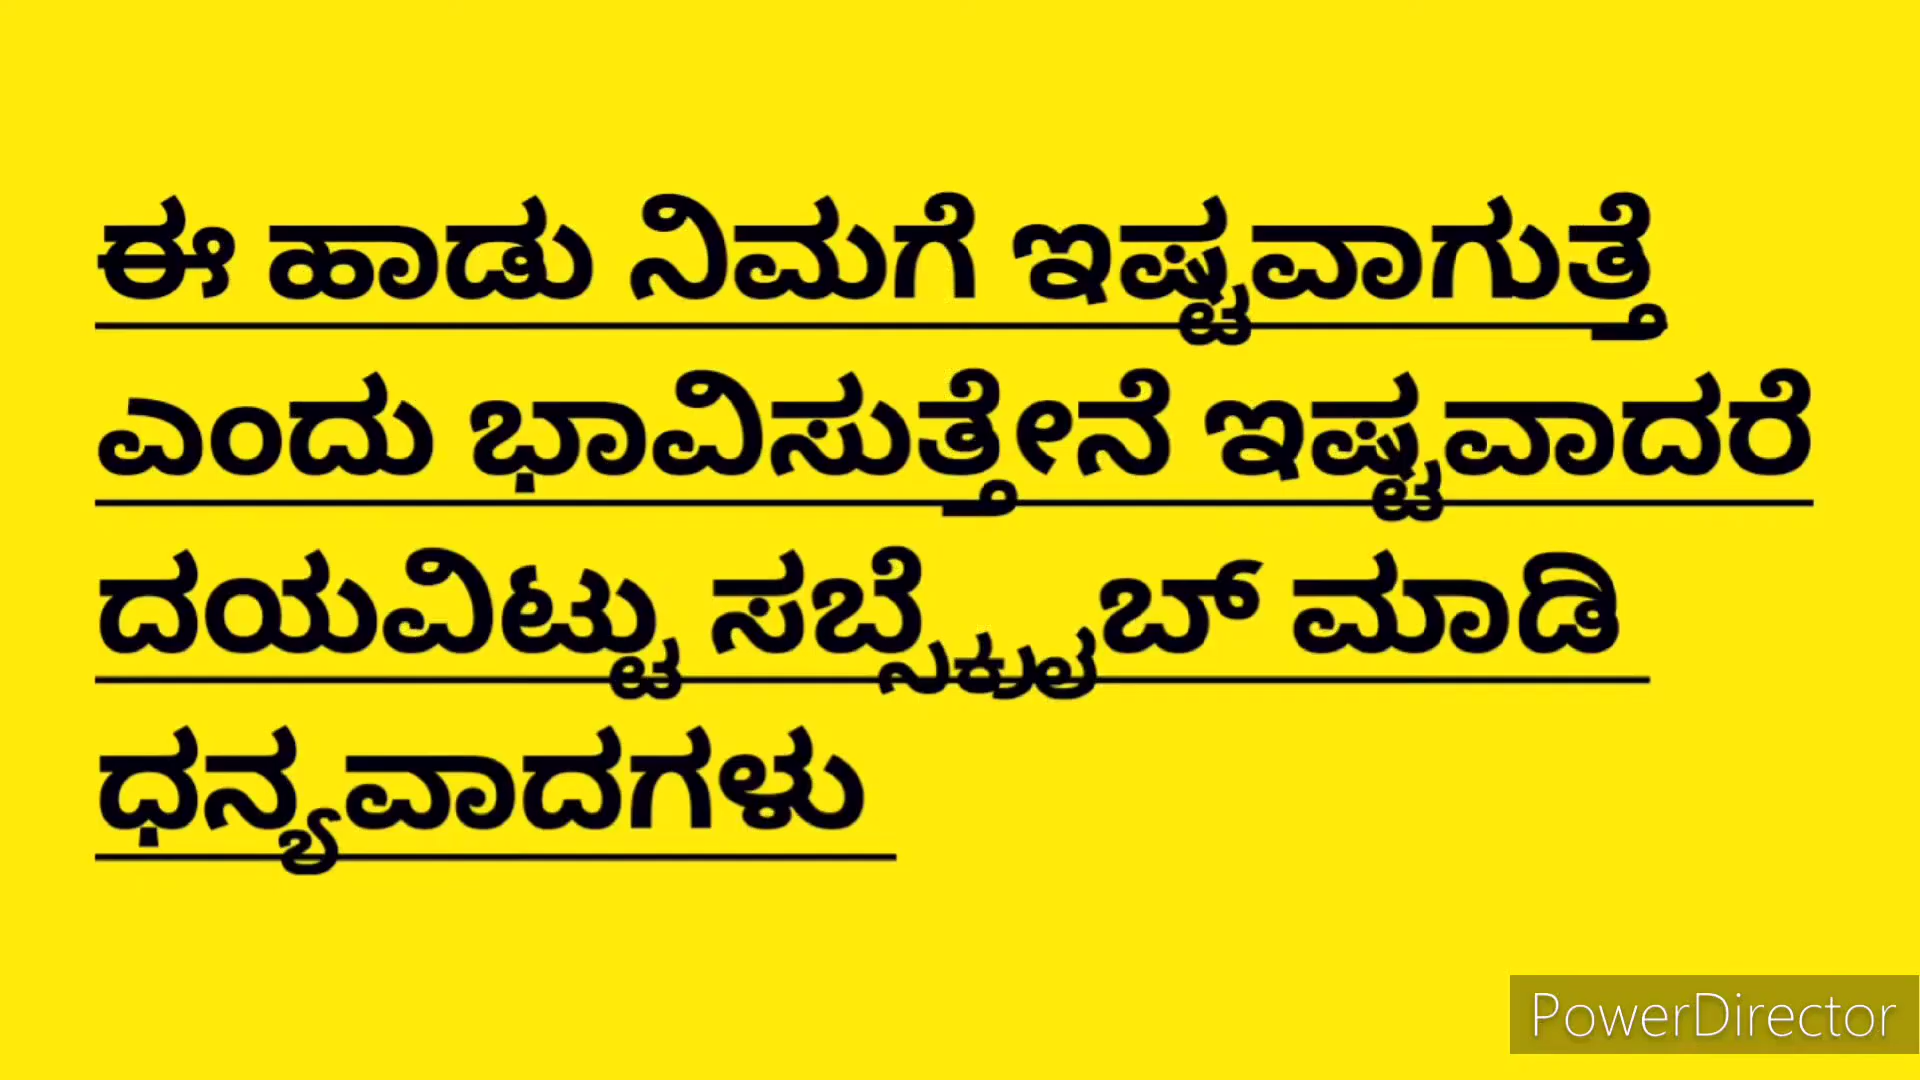 ಈ ಹಾಡು ನಿಮಗೆ ಇಷ್ಟವಾಗುತ್ತೆ
ಎಂದು ಭಾವಿಸುತ್ತೇನೆ ಇಷ್ಟವಾದರೆ
ದಯವಿಟ್ಟು ಸಬ್ಸ್ಕ್ರೈಬ್ ಮಾಡಿ
ಧನ್ಯವಾದಗಳು
PowerDirector